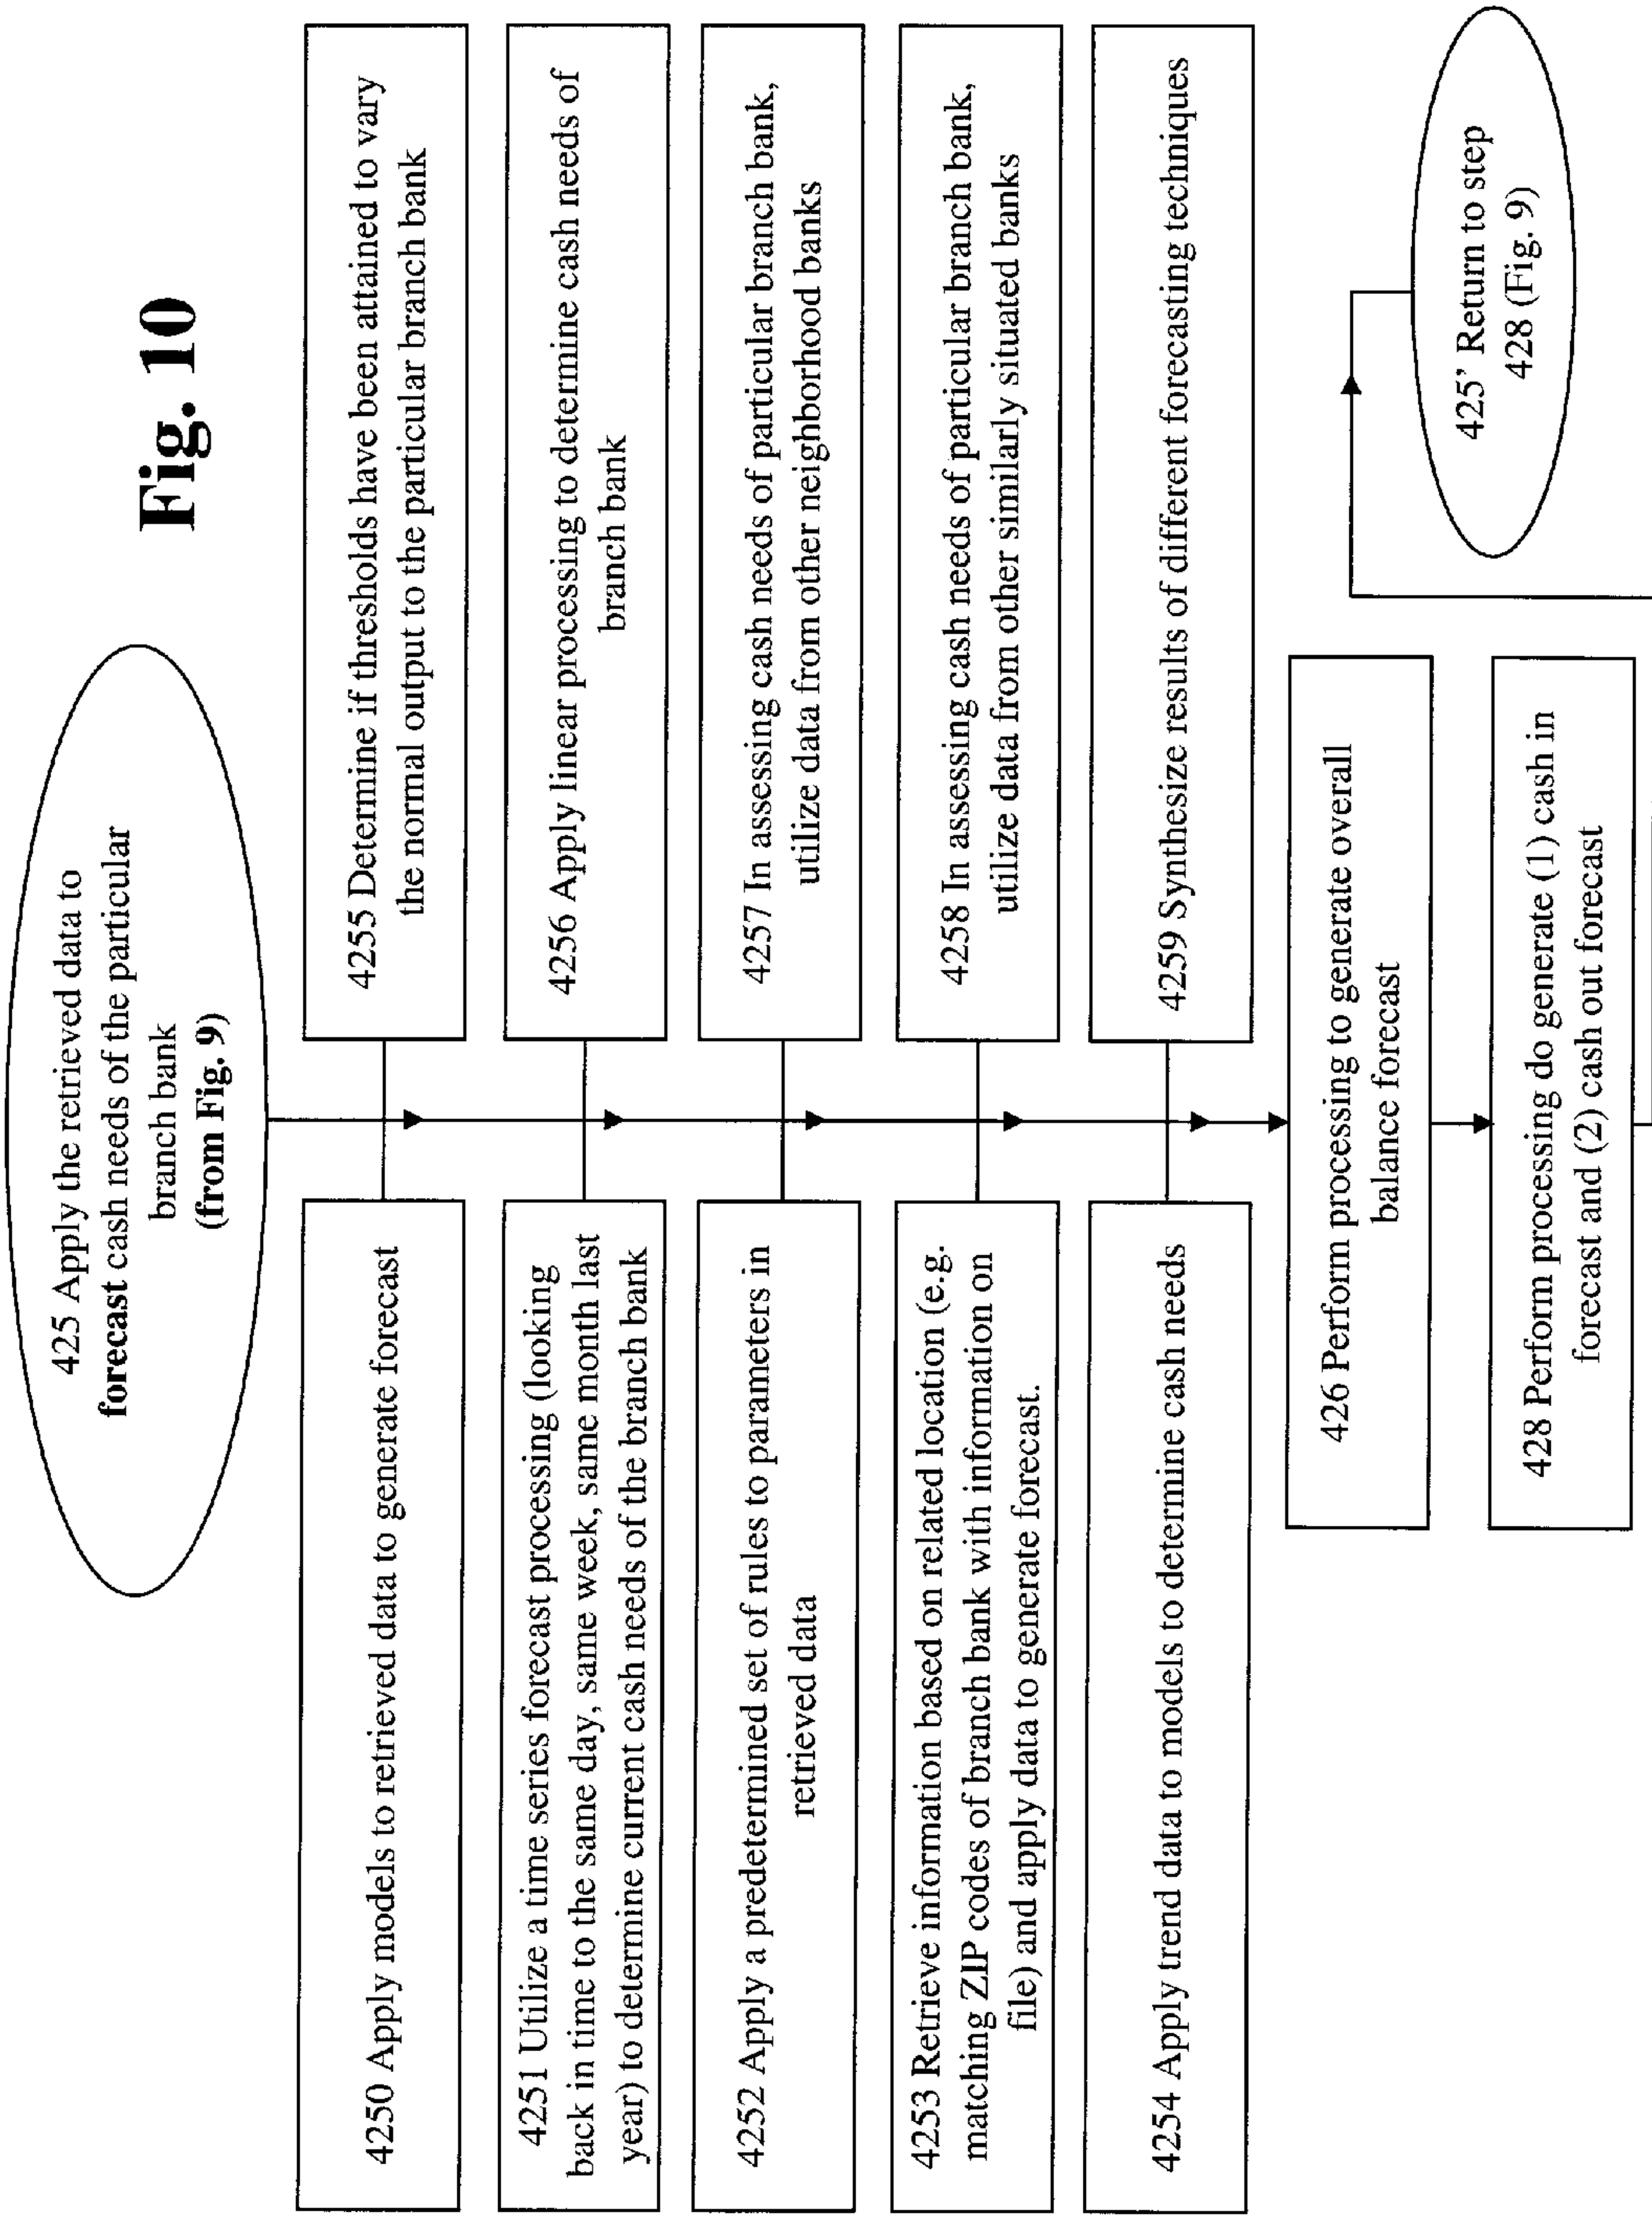 Fig. 10
425 Apply the retrieved data to
forecast cash needs of the particular
branch bank
(from Fig. 9)
4250 Apply models to retrieved data to generate forecast
4251 Utilize a time series forecast processing (looking
back in time to the same day, same week, same month last
year) to determine current cash needs of the branch bank
4252 Apply a predetermined set of rules to parameters in
retrieved data
4253 Retrieve information based on related location (e.g.
matching ZIP codes of branch bank with information on
file) and apply data to generate forecast.
4254 Apply trend data to models to determine cash needs
4255 Determine if thresholds have been attained to vary
the normal output to the particular branch bank
4256 Apply linear processing to determine cash needs of
branch bank
4257 In assessing cash needs of particular branch bank,
utilize data from other neighborhood banks
4258 In assessing cash needs of particular branch bank,
utilize data from other similarly situated banks
4259 Synthesize results of different forecasting techniques
426 Perform processing to generate overall
balance forecast
428 Perform processing do generate (1) cash in
forecast and (2) cash out forecast
425' Return to step
428 (Fig. 9)